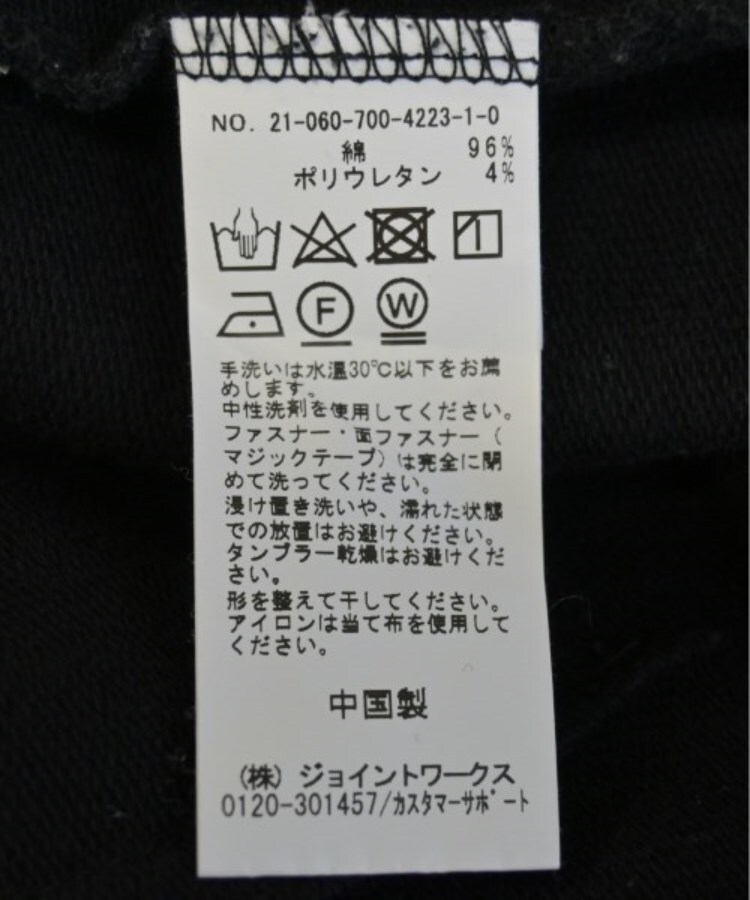 NO. 21-060-700-4223-1-0
綿 96%
ポリウレタン 4%
F W
手洗いは水温30℃以下をお薦
めします。
中性洗剤を使用してください。
ファスナー・面ファスナー（
マジックテープ）は完全に閉
めて洗ってください。
浸け置き洗いや、濡れた状態
での放置はお避けください。
タンブラー乾燥はお避けくだ
さい。
形を整えて干してください。
アイロンは当て布を使用して
ください。
中国製
（株）ジョイントワークス
0120-301457/カスタマーサポート